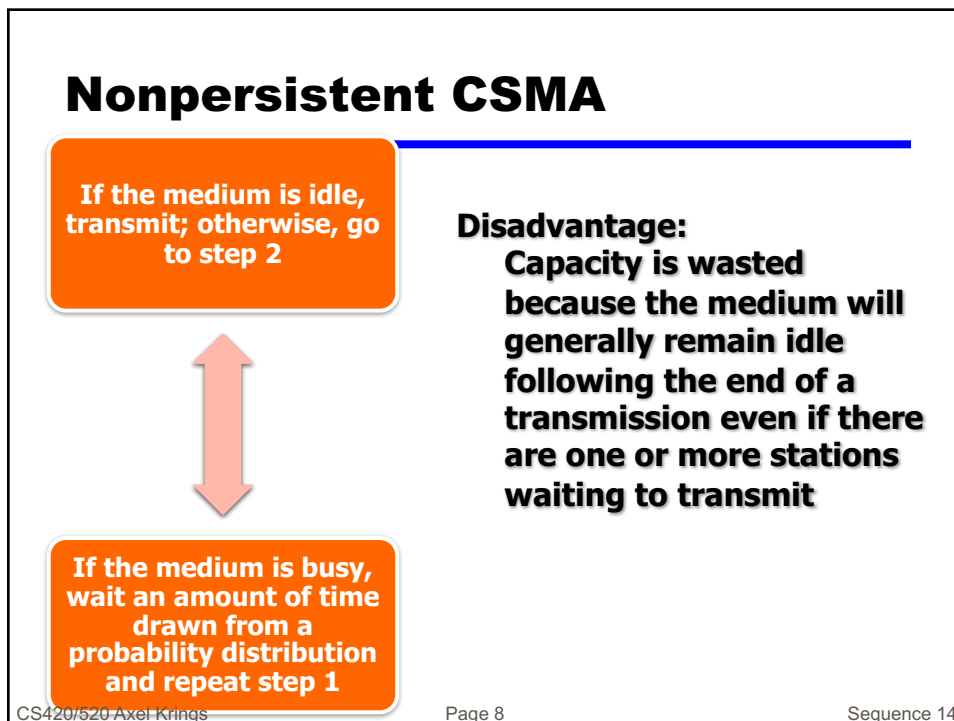 Nonpersistent CSMA
If the medium is idle,
transmit; otherwise, go
to step 2
Disadvantage:
Capacity is wasted
because the medium will
generally remain idle
following the end of a
transmission even if there
are one or more stations
waiting to transmit
If the medium is busy,
wait an amount of time
drawn from a
probability distribution
and repeat step 1
CS420/520 Axel Krings
Page 8
Sequence 14